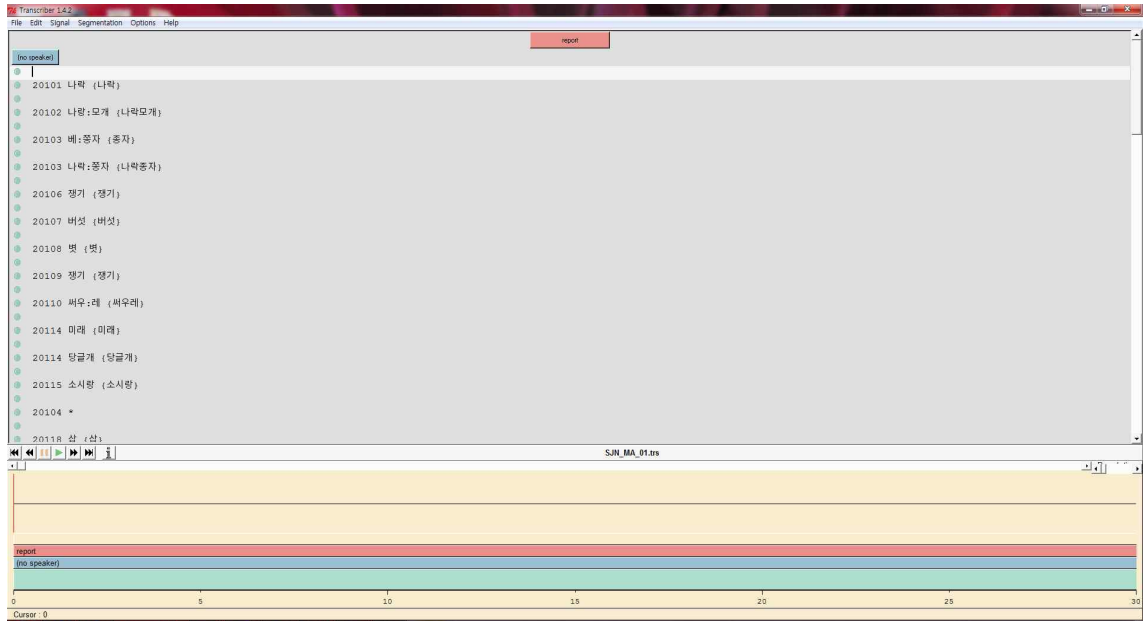 Transcriber 1.4.2
File Edit Signal Segmentation Options Help
report
(no speaker)
20101 나락 {나락}
20102 나랑:모개 {나락모개}
20103 베:쫑자 {종자}
20103 나락:쫑자 {나락종자}
20106 쟁기 {쟁기}
20107 버섯 {버섯}
20108 볏 {볏}
20109 쟁기 {쟁기}
20110 써우:레 {써우레}
20114 미래 {미래}
20114 당글개 {당글개}
20115 소시랑 {소시랑}
20104 *
20118 삽 {삽}
SJN_MA_01.trs
report
(no speaker)
0 5 10 15 20 25 30
Cursor : 0